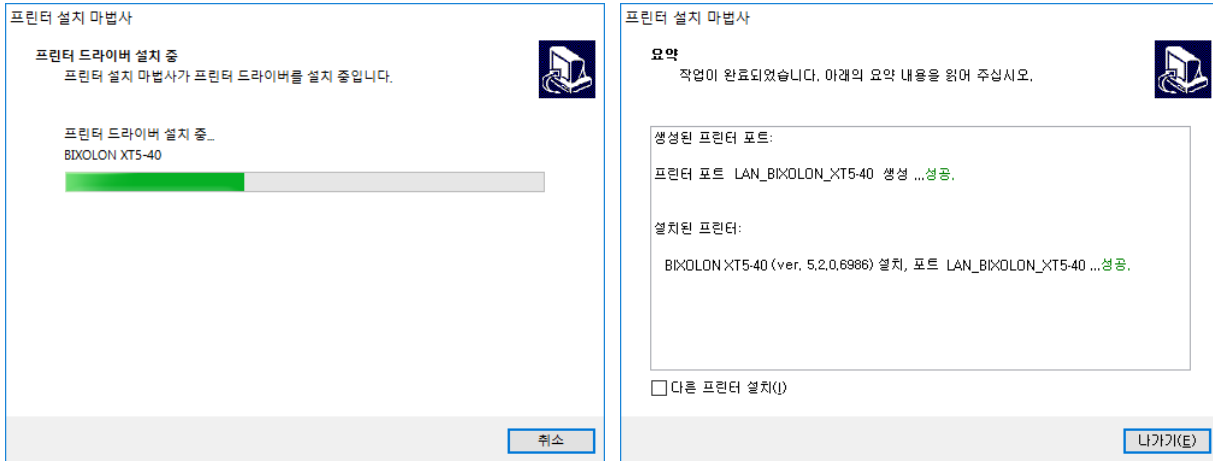 프린터 설치 마법사
프린터 드라이버 설치 중
프린터 설치 마법사가 프린터 드라이버를 설치 중입니다.
프린터 드라이버 설치 중...
BIXOLON XT5-40
취소
프린터 설치 마법사
요약
작업이 완료되었습니다. 아래의 요약 내용을 읽어 주십시오.
생성된 프린터 포트:
프린터 포트 LAN_BIXOLON_XT5-40 생성 ...성공.
설치된 프린터:
BIXOLON XT5-40 (ver. 5.2.0.6986) 설치, 포트 LAN_BIXOLON_XT5-40 ...성공.
다른 프린터 설치(I)
나가기(E)